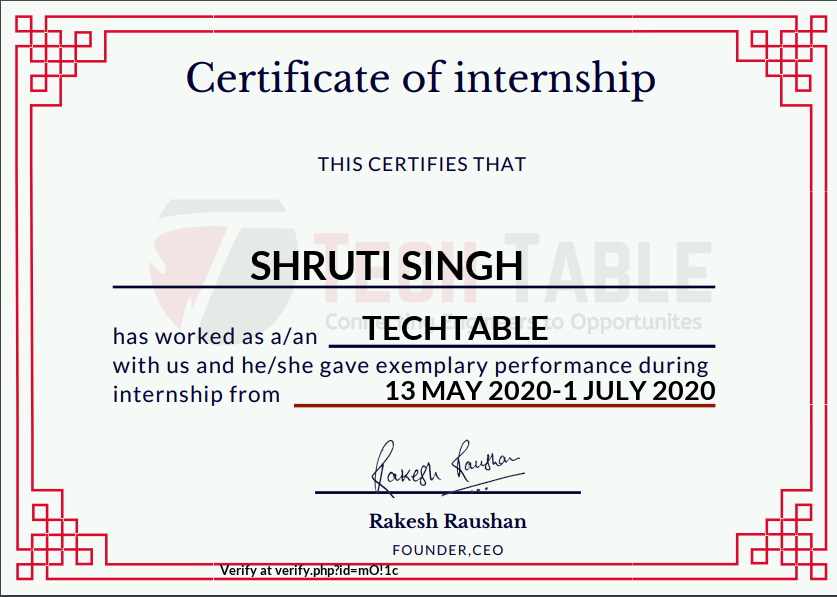 Certificate of internship
THIS CERTIFIES THAT
TECH TABLE
SHRUTI SINGH
Connecting Engineers to Opportunites
has worked as a/an TECHTABLE
with us and he/she gave exemplary performance during
internship from 13 MAY 2020-1 JULY 2020
Rakesh Raushan
Rakesh Raushan
FOUNDER,CEO
Verify at verify.php?id=mO!1c